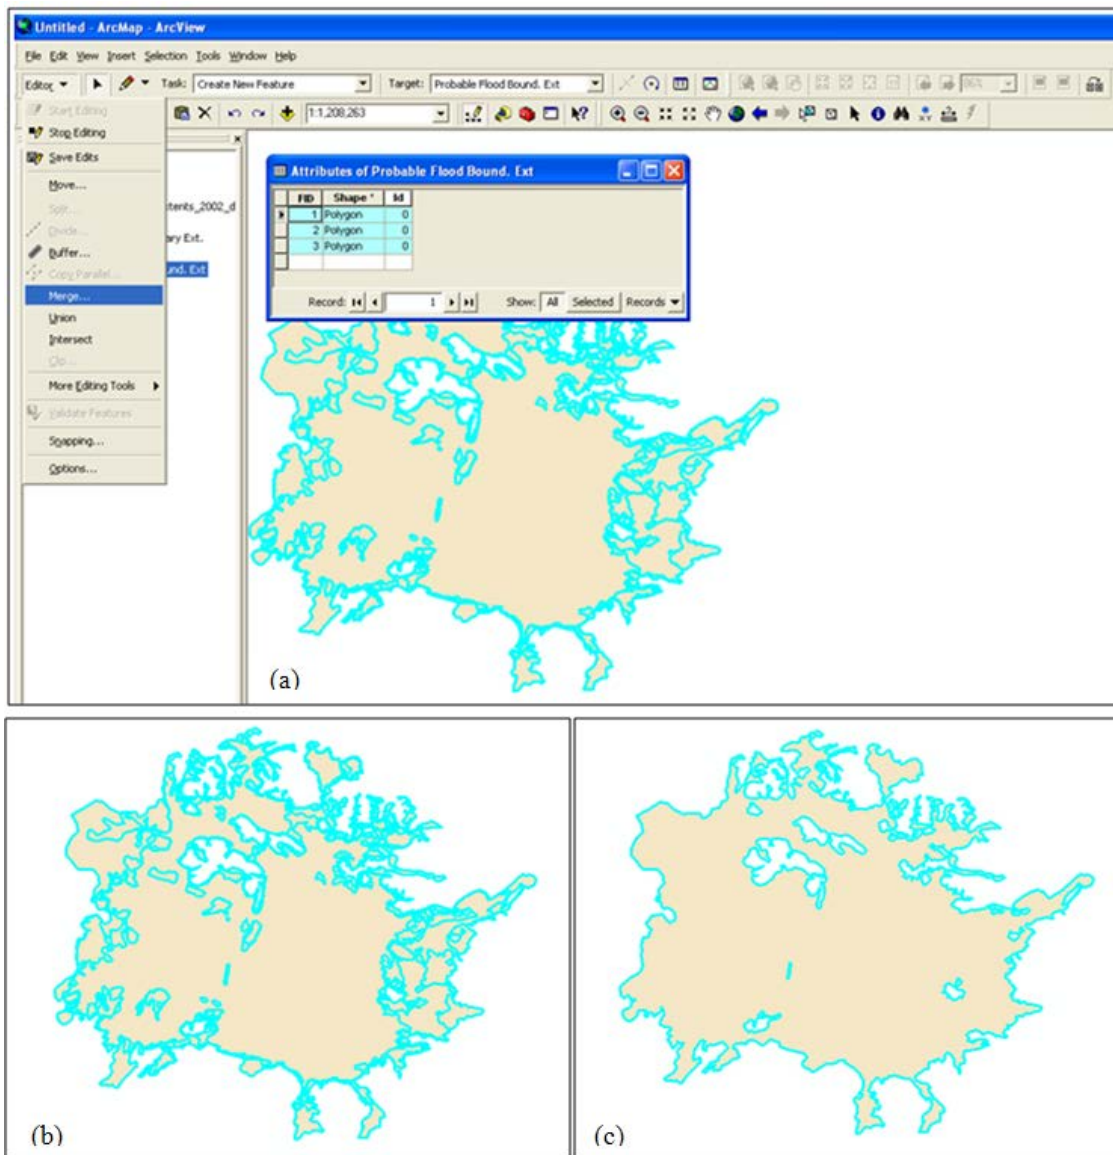 Untitled - ArcMap - ArcView
File Edit View Insert Selection Tools Window Help
Editor Task: Create New Feature Target: Probable Flood Bound. Ext 86%
Start Editing
1:1,208,263
Stop Editing
Save Edits
Move...
Split...
Divide...
Buffer...
Copy Parallel...
Merge...
Union
Intersect
Clip...
More Editing Tools
Validate Features
Snapping...
Options...
tents_2002_d
ary Ext.
und. Ext
Attributes of Probable Flood Bound. Ext
FID Shape * Id
1 Polygon 0
2 Polygon 0
3 Polygon 0
Record: 1 Show: All Selected Records
(a)
(b)
(c)